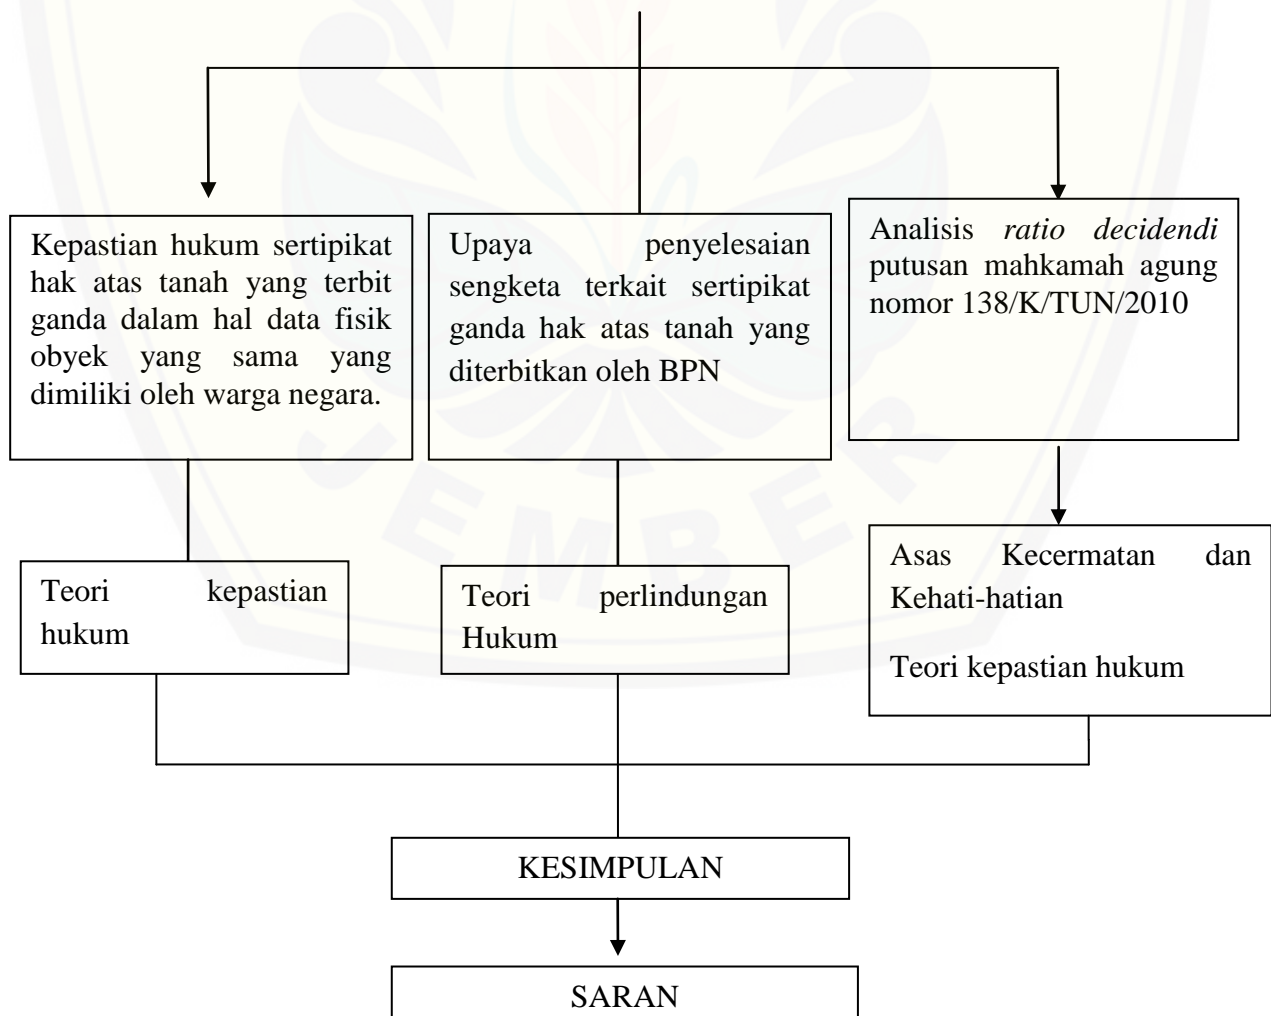 Kepastian hukum sertipikat
hak atas tanah yang terbit
ganda dalam hal data fisik
obyek yang sama yang
dimiliki oleh warga negara.
Upaya penyelesaian
sengketa terkait sertipikat
ganda hak atas tanah yang
diterbitkan oleh BPN
Analisis ratio decidendi
putusan mahkamah agung
nomor 138/K/TUN/2010
Teori kepastian
hukum
Teori perlindungan
Hukum
Asas Kecermatan dan
Kehati-hatian
Teori kepastian hukum
JEMBER
KESIMPULAN
SARAN